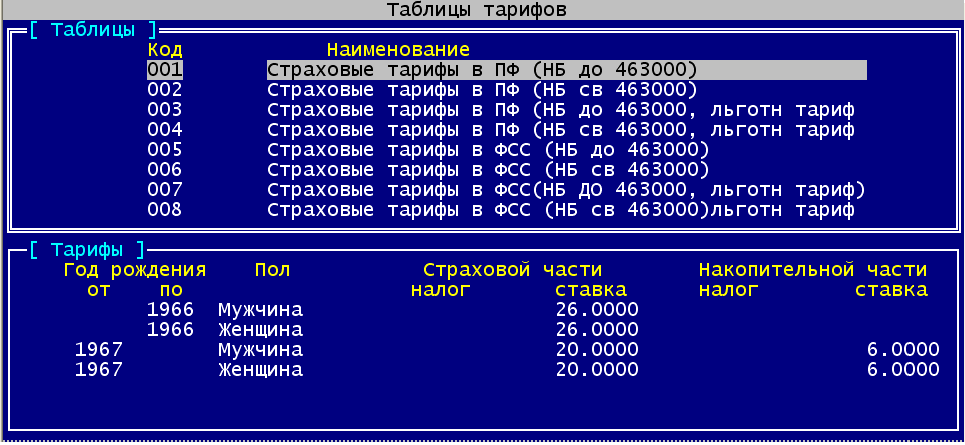 Таблицы тарифов
[ Таблицы ]
Код Наименование
001 Страховые тарифы в ПФ (НБ до 463000)
002 Страховые тарифы в ПФ (НБ св 463000)
003 Страховые тарифы в ПФ (НБ до 463000, льготн тариф
004 Страховые тарифы в ПФ (НБ св 463000, льготн тариф
005 Страховые тарифы в ФСС (НБ до 463000)
006 Страховые тарифы в ФСС (НБ св 463000)
007 Страховые тарифы в ФСС(НБ ДО 463000, льготн тариф)
008 Страховые тарифы в ФСС (НБ св 463000)льготн тариф
[ Тарифы ]
Год рождения Пол Страховой части Накопительной части
от по налог ставка налог ставка
1966 Мужчина 26.0000
1966 Женщина 26.0000
1967 Мужчина 20.0000 6.0000
1967 Женщина 20.0000 6.0000